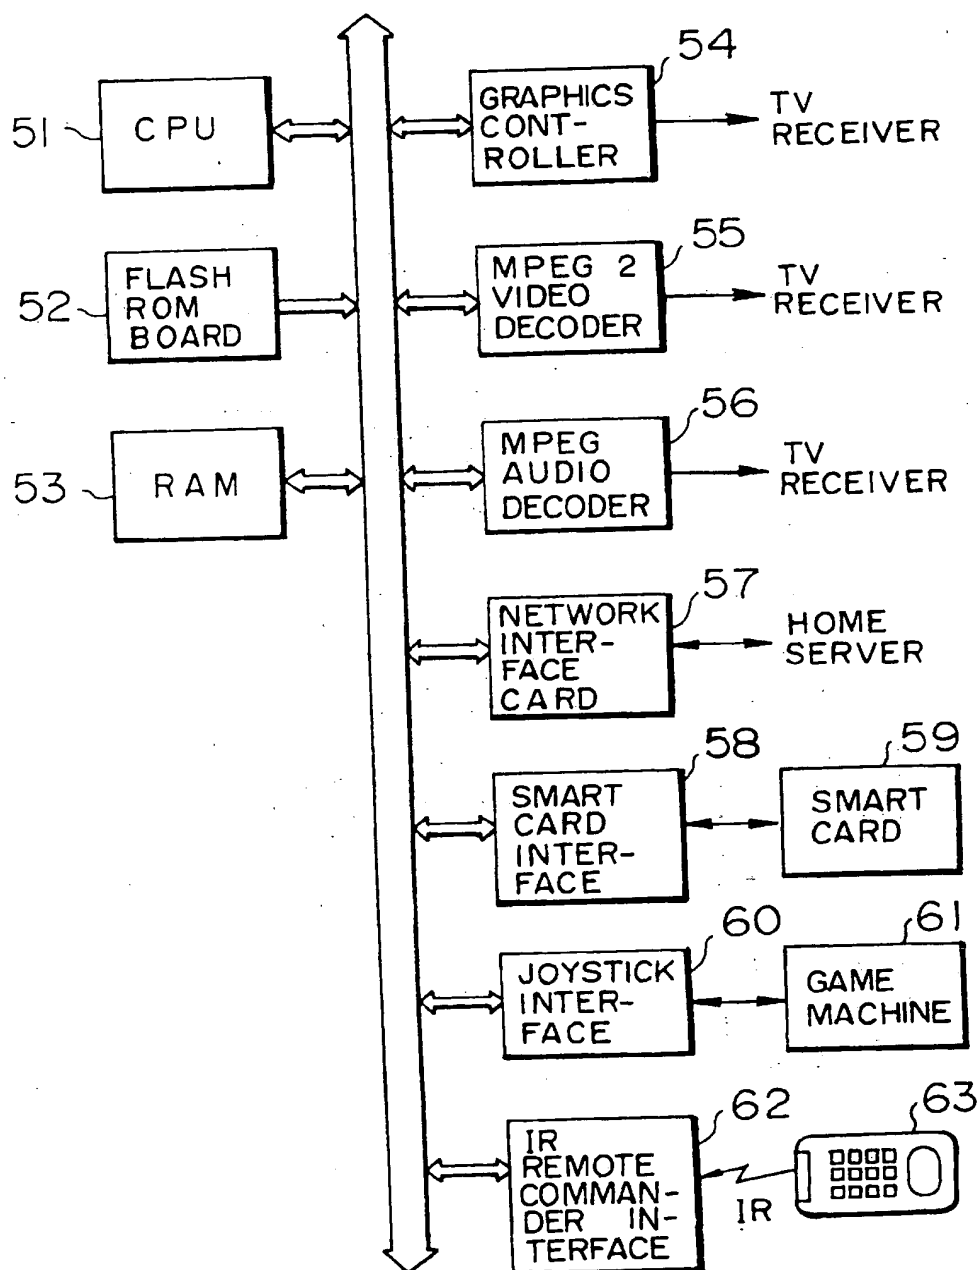 54
GRAPHICS
CONT-
ROLLER
TV
RECEIVER
51
CPU
55
MPEG 2
VIDEO
DECODER
TV
RECEIVER
52
FLASH
ROM
BOARD
56
MPEG
AUDIO
DECODER
TV
RECEIVER
53
RAM
57
NETWORK
INTER-
FACE
CARD
HOME
SERVER
58
SMART
CARD
INTER-
FACE
59
SMART
CARD
60
JOYSTICK
INTER-
FACE
61
GAME
MACHINE
62
IR
REMOTE
COMMAN-
DER IN-
TERFACE
IR
63